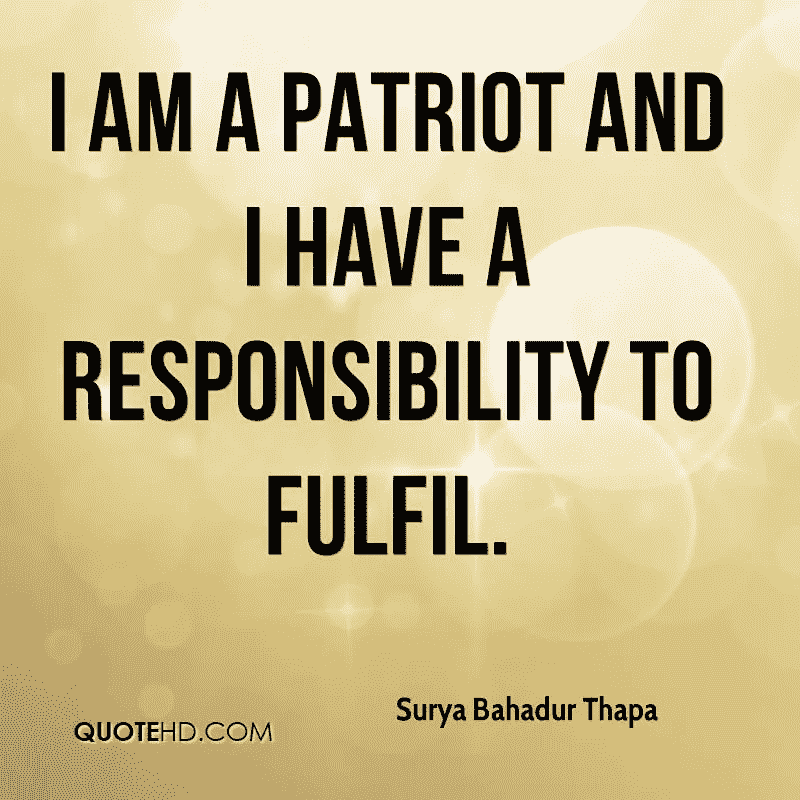 I AM A PATRIOT AND
I HAVE A
RESPONSIBILITY TO
FULFIL.
Surya Bahadur Thapa
QUOTEHD.COM